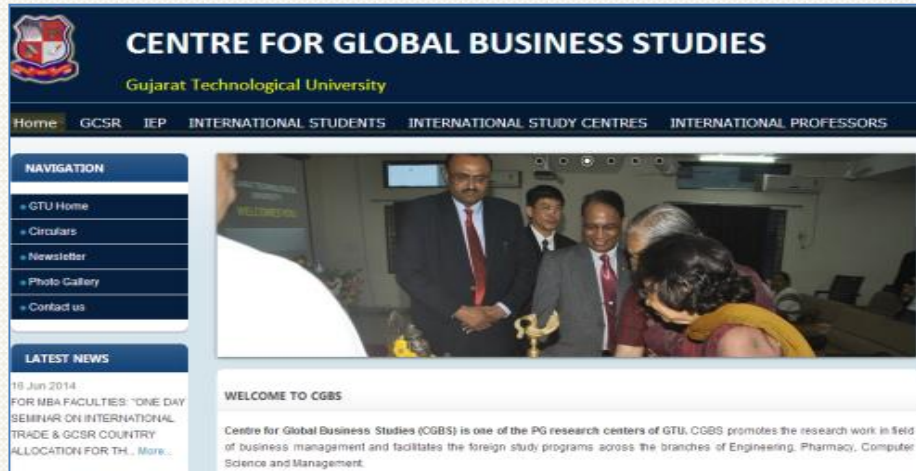 CENTRE FOR GLOBAL BUSINESS STUDIES
Gujarat Technological University
Home GCSR IEP INTERNATIONAL STUDENTS INTERNATIONAL STUDY CENTRES INTERNATIONAL PROFESSORS
NAVIGATION
GTU Home
Circulars
Newsletter
Photo Gallery
Contact us
LATEST NEWS
16 Jun 2014
FOR MBA FACULTIES: "ONE DAY
SEMINAR ON INTERNATIONAL
TRADE & GCSR COUNTRY
ALLOCATION FOR TH... More...
WELCOME TO CGBS
Centre for Global Business Studies (CGBS) is one of the PG research centers of GTU. CGBS promotes the research work in field
of business management and facilitates the foreign study programs across the branches of Engineering, Pharmacy, Computer
Science and Management.